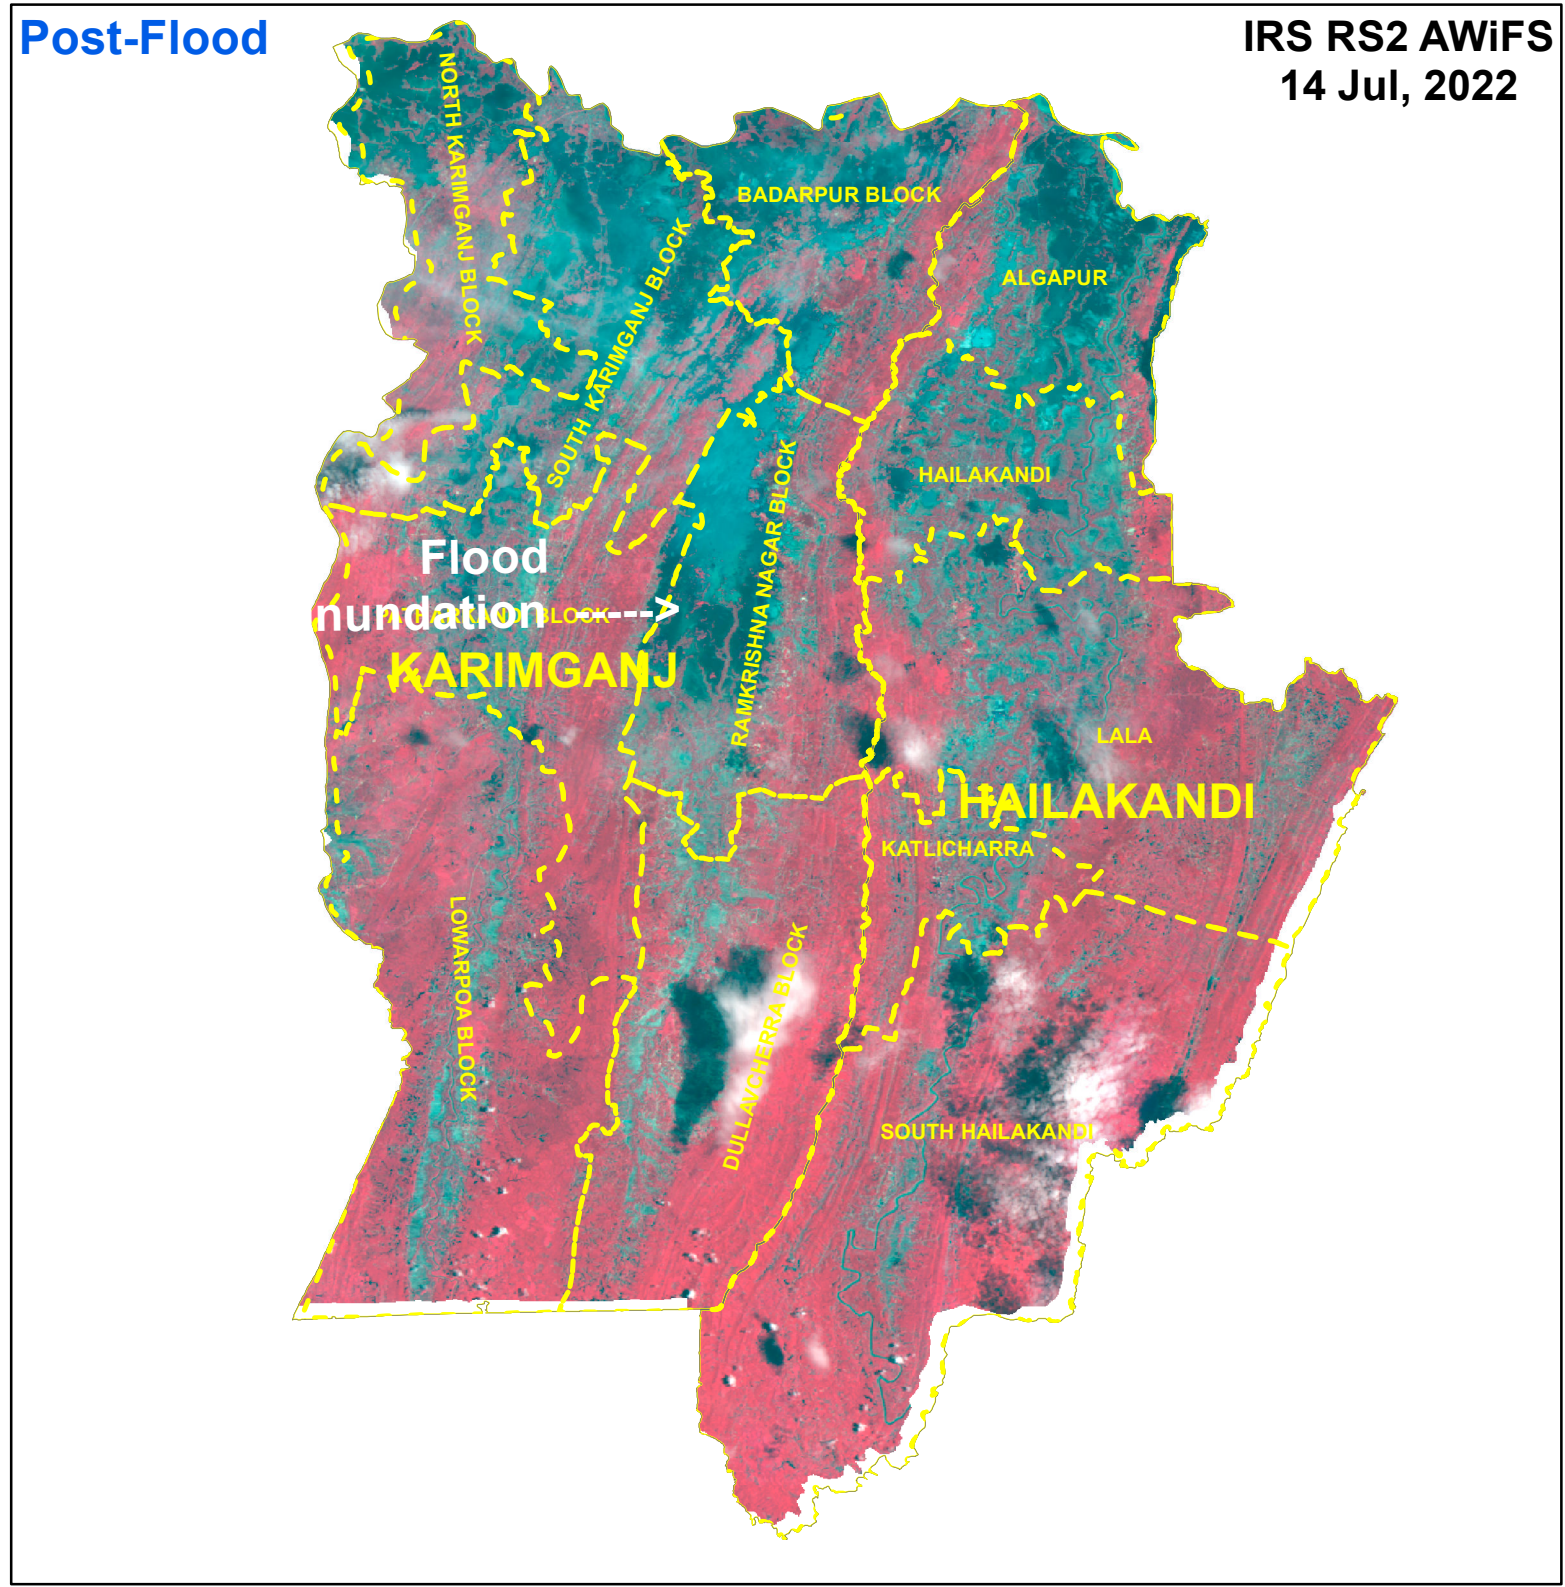 Post-Flood
IRS RS2 AWiFS
14 Jul, 2022
NORTH KARIMGANJ BLOCK
BADARPUR BLOCK
ALGAPUR
SOUTH KARIMGANJ BLOCK
HAILAKANDI
RAMKRISHNA NAGAR BLOCK
Flood
nundation ----->
BLOCK
KARIMGANJ
LALA
HAILAKANDI
KATLICHARRA
LOWARPOA BLOCK
DULLAVCHERRA BLOCK
SOUTH HAILAKANDI